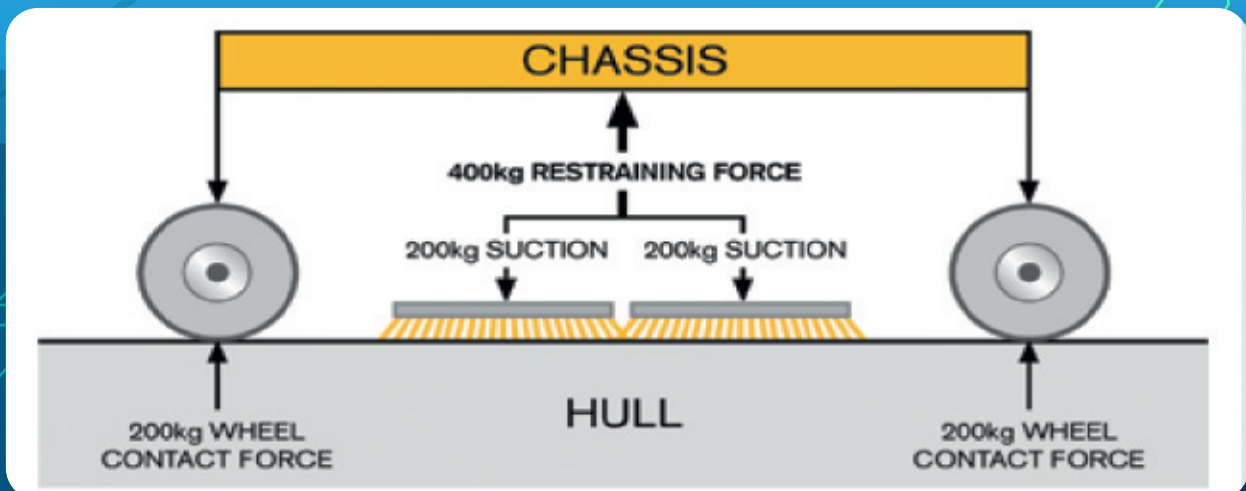 CHASSIS
400kg RESTRAINING FORCE
200kg SUCTION
200kg SUCTION
HULL
200kg WHEEL
CONTACT FORCE
200kg WHEEL
CONTACT FORCE